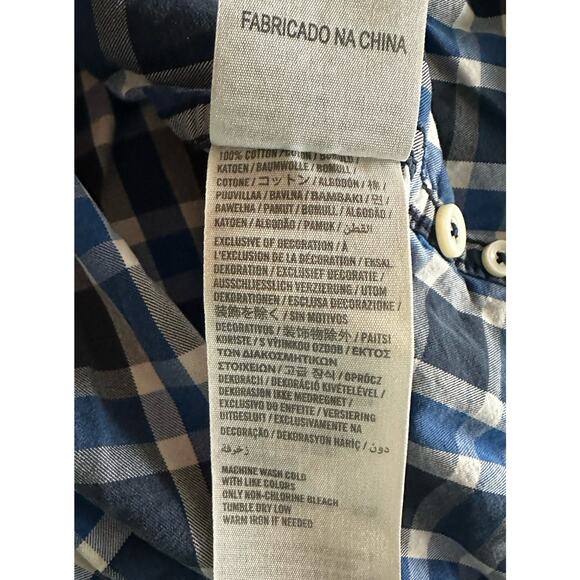 FABRICADO NA CHINA
100% COTTON / COTON / BOMULD /
KATOEN / BAUMWOLLE / BOMULL /
COTONE / コットン / ALGODÓN / 棉 /
PUUVILLAA / BAVLNA / ΒΑΜΒΑΚΙ / 면 /
BAWEŁNA / PAMUT / BOMULL / ALGODÃO /
KATOEN / ALGODÃO / PAMUK / القطن
EXCLUSIVE OF DECORATION / À
L'EXCLUSION DE LA DÉCORATION / EKSKL.
DEKORATION / EXCLUSIEF DECORATIE /
AUSSCHLIESSLICH VERZIERUNG / UTOM
DEKORATIONEN / ESCLUSA DECORAZIONE /
装飾を除く / SIN MOTIVOS
DECORATIVOS / 装饰物除外 / PAITSI
KORISTE / S VÝJIMKOU OZDOB / ΕΚΤΟΣ
ΤΩΝ ΔΙΑΚΟΣΜΗΤΙΚΩΝ
ΣΤΟΙΧΕΙΩΝ / 고급 장식 / OPRÓCZ
DEKORACJI / DEKORÁCIÓ KIVÉTELÉVEL /
DEKORASJON IKKE MEDREGNET /
EXCLUSIVO DO ENFEITE / VERSIERING
UITGESLUIT / EXCLUSIVAMENTE NA
DECORAÇÃO / DEKORASYON HARİÇ / دون
زخرفة
MACHINE WASH COLD
WITH LIKE COLORS
ONLY NON-CHLORINE BLEACH
TUMBLE DRY LOW
WARM IRON IF NEEDED